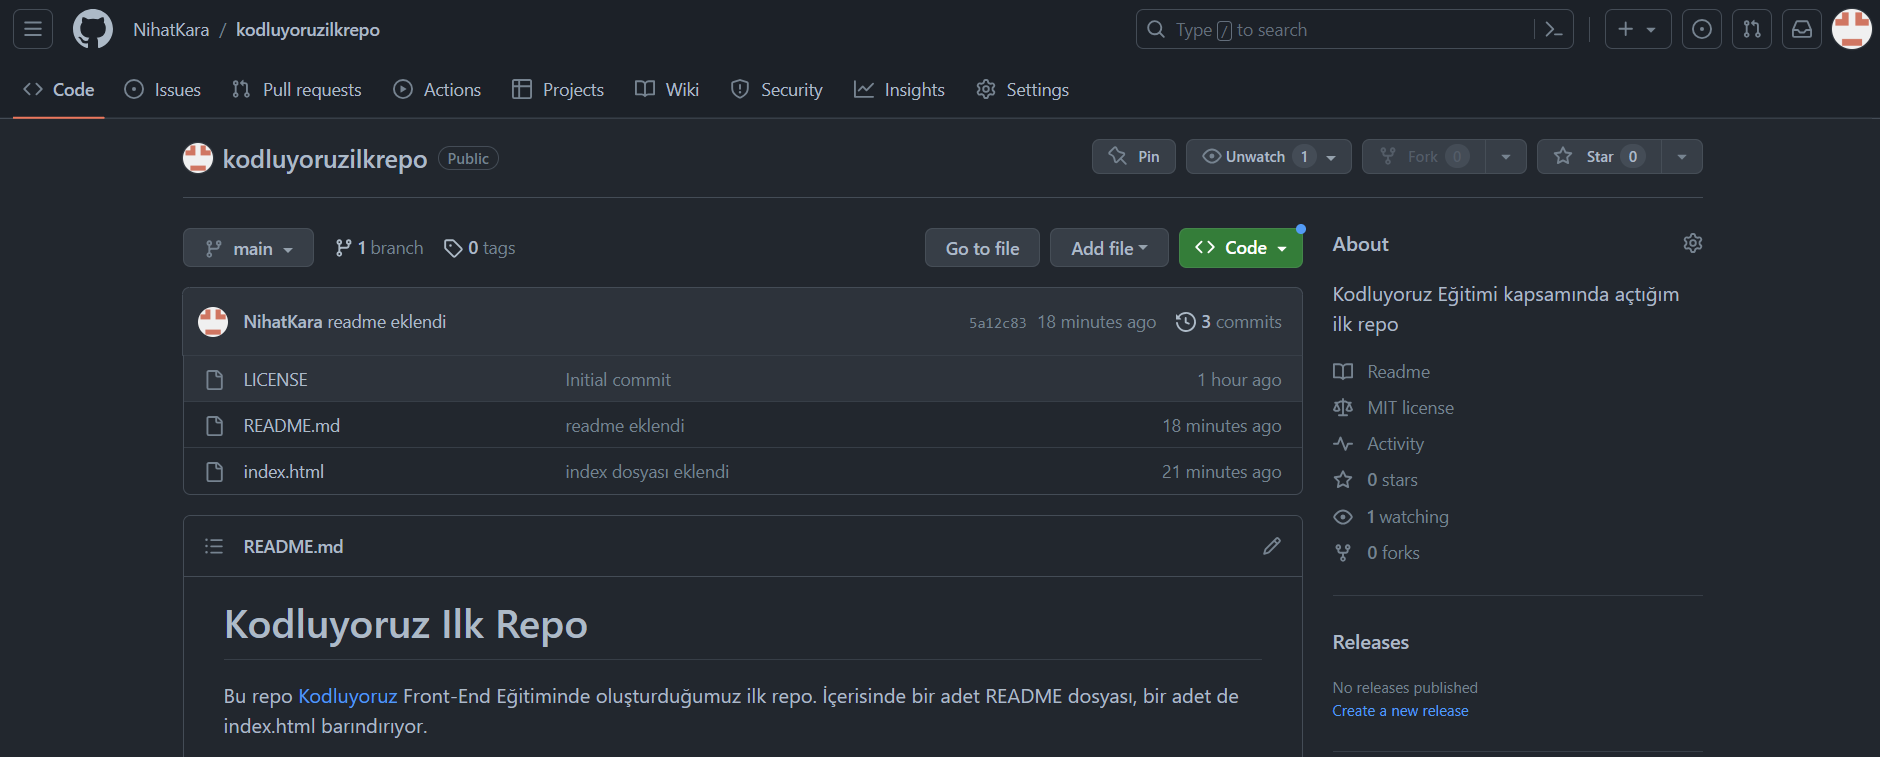 NihatKara / kodluyoruzilkrepo
Type / to search
Code Issues Pull requests Actions Projects Wiki Security Insights Settings
kodluyoruzilkrepo Public
Pin Unwatch 1 Fork 0 Star 0
main 1 branch 0 tags
Go to file Add file Code
NihatKara readme eklendi 5a12c83 18 minutes ago 3 commits
LICENSE Initial commit 1 hour ago
README.md readme eklendi 18 minutes ago
index.html index dosyası eklendi 21 minutes ago
README.md
Kodluyoruz Ilk Repo
Bu repo Kodluyoruz Front-End Eğitiminde oluşturduğumuz ilk repo. İçerisinde bir adet README dosyası, bir adet de
index.html barındırıyor.
About
Kodluyoruz Eğitimi kapsamında açtığım
ilk repo
Readme
MIT license
Activity
0 stars
1 watching
0 forks
Releases
No releases published
Create a new release